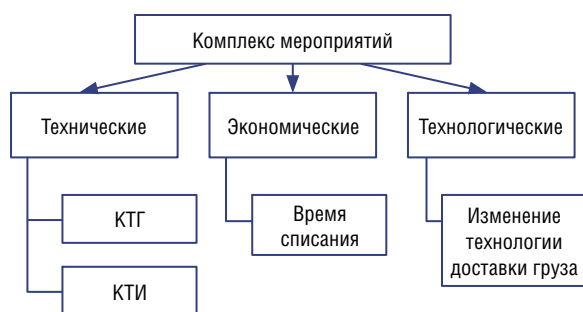 Комплекс мероприятий
Технические
Экономические
Технологические
КТГ
Время
списания
Изменение
технологии
доставки груза
КТИ